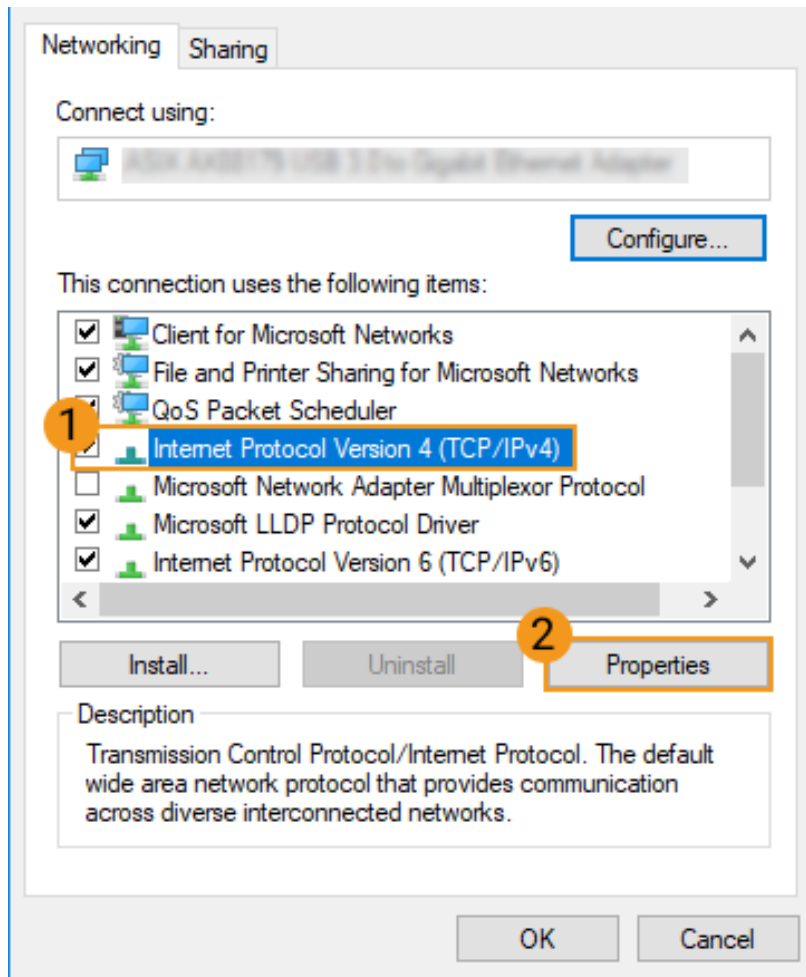 Networking Sharing
Connect using:
Configure...
This connection uses the following items:
Client for Microsoft Networks
File and Printer Sharing for Microsoft Networks
QoS Packet Scheduler
1
Internet Protocol Version 4 (TCP/IPv4)
Microsoft Network Adapter Multiplexor Protocol
Microsoft LLDP Protocol Driver
Internet Protocol Version 6 (TCP/IPv6)
2
Install... Uninstall Properties
Description
Transmission Control Protocol/Internet Protocol. The default
wide area network protocol that provides communication
across diverse interconnected networks.
OK Cancel